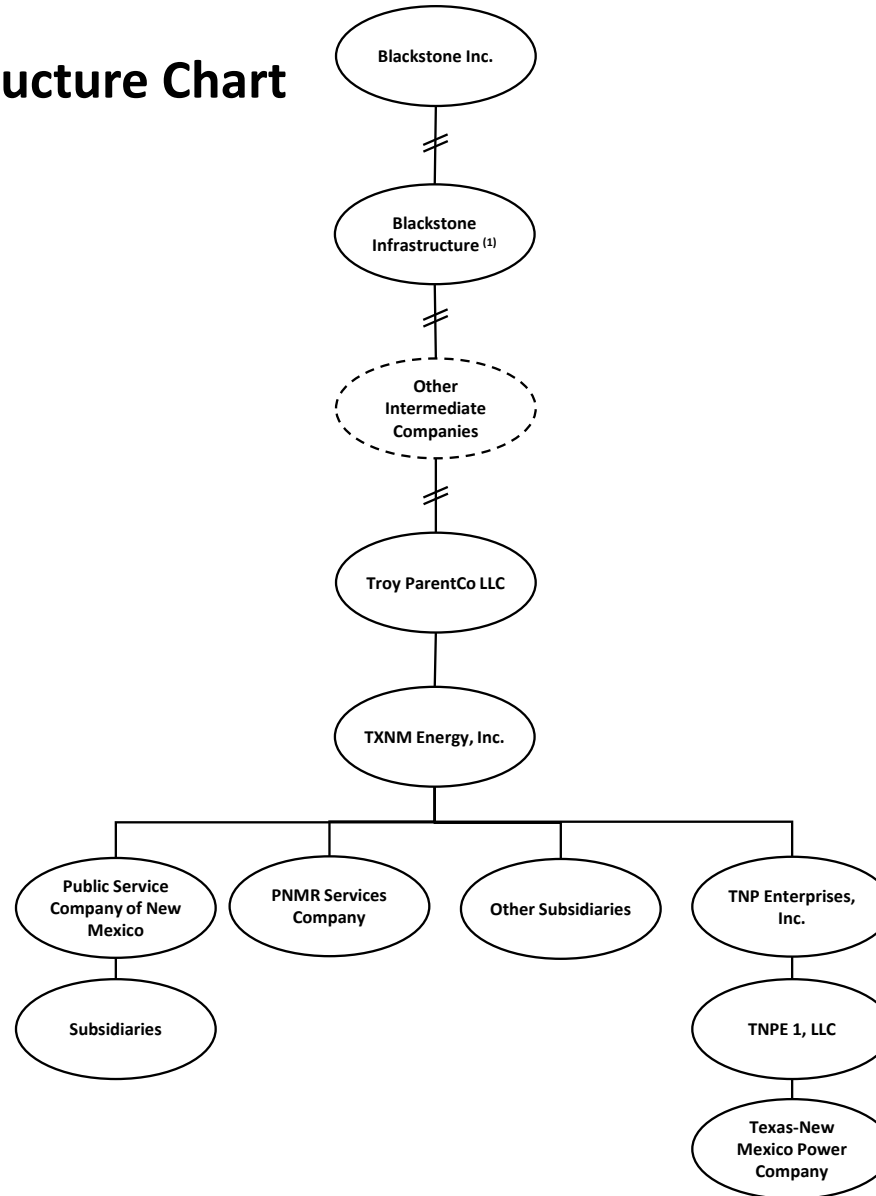 Blackstone Inc.
ucture Chart
Blackstone
Infrastructure (1)
Other
Intermediate
Companies
Troy ParentCo LLC
TXNM Energy, Inc.
Public Service
Company of New
Mexico
PNMR Services
Company
Other Subsidiaries
TNP Enterprises,
Inc.
Subsidiaries
TNPE 1, LLC
Texas-New
Mexico Power
Company